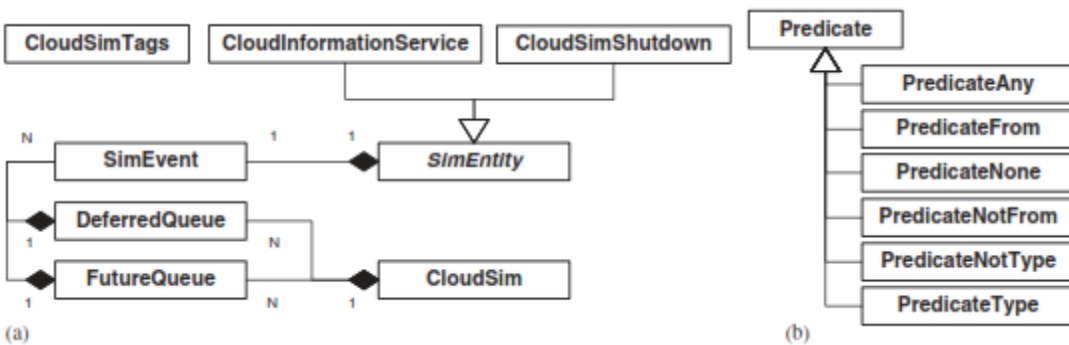 CloudSimTags
CloudInformationService
CloudSimShutdown
N
1
1
SimEvent
SimEntity
DeferredQueue
1
N
FutureQueue
CloudSim
1
N
1
(a)
Predicate
PredicateAny
PredicateFrom
PredicateNone
PredicateNotFrom
PredicateNotType
PredicateType
(b)